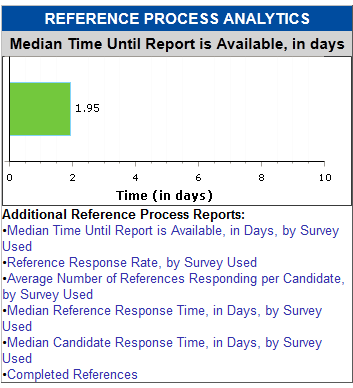 REFERENCE PROCESS ANALYTICS
Median Time Until Report is Available, in days
1.95
0 2 4 6 8 10
Time (in days)
Additional Reference Process Reports:
•Median Time Until Report is Available, in Days, by Survey
Used
•Reference Response Rate, by Survey Used
•Average Number of References Responding per Candidate,
by Survey Used
•Median Reference Response Time, in Days, by Survey
Used
•Median Candidate Response Time, in Days, by Survey
Used
•Completed References